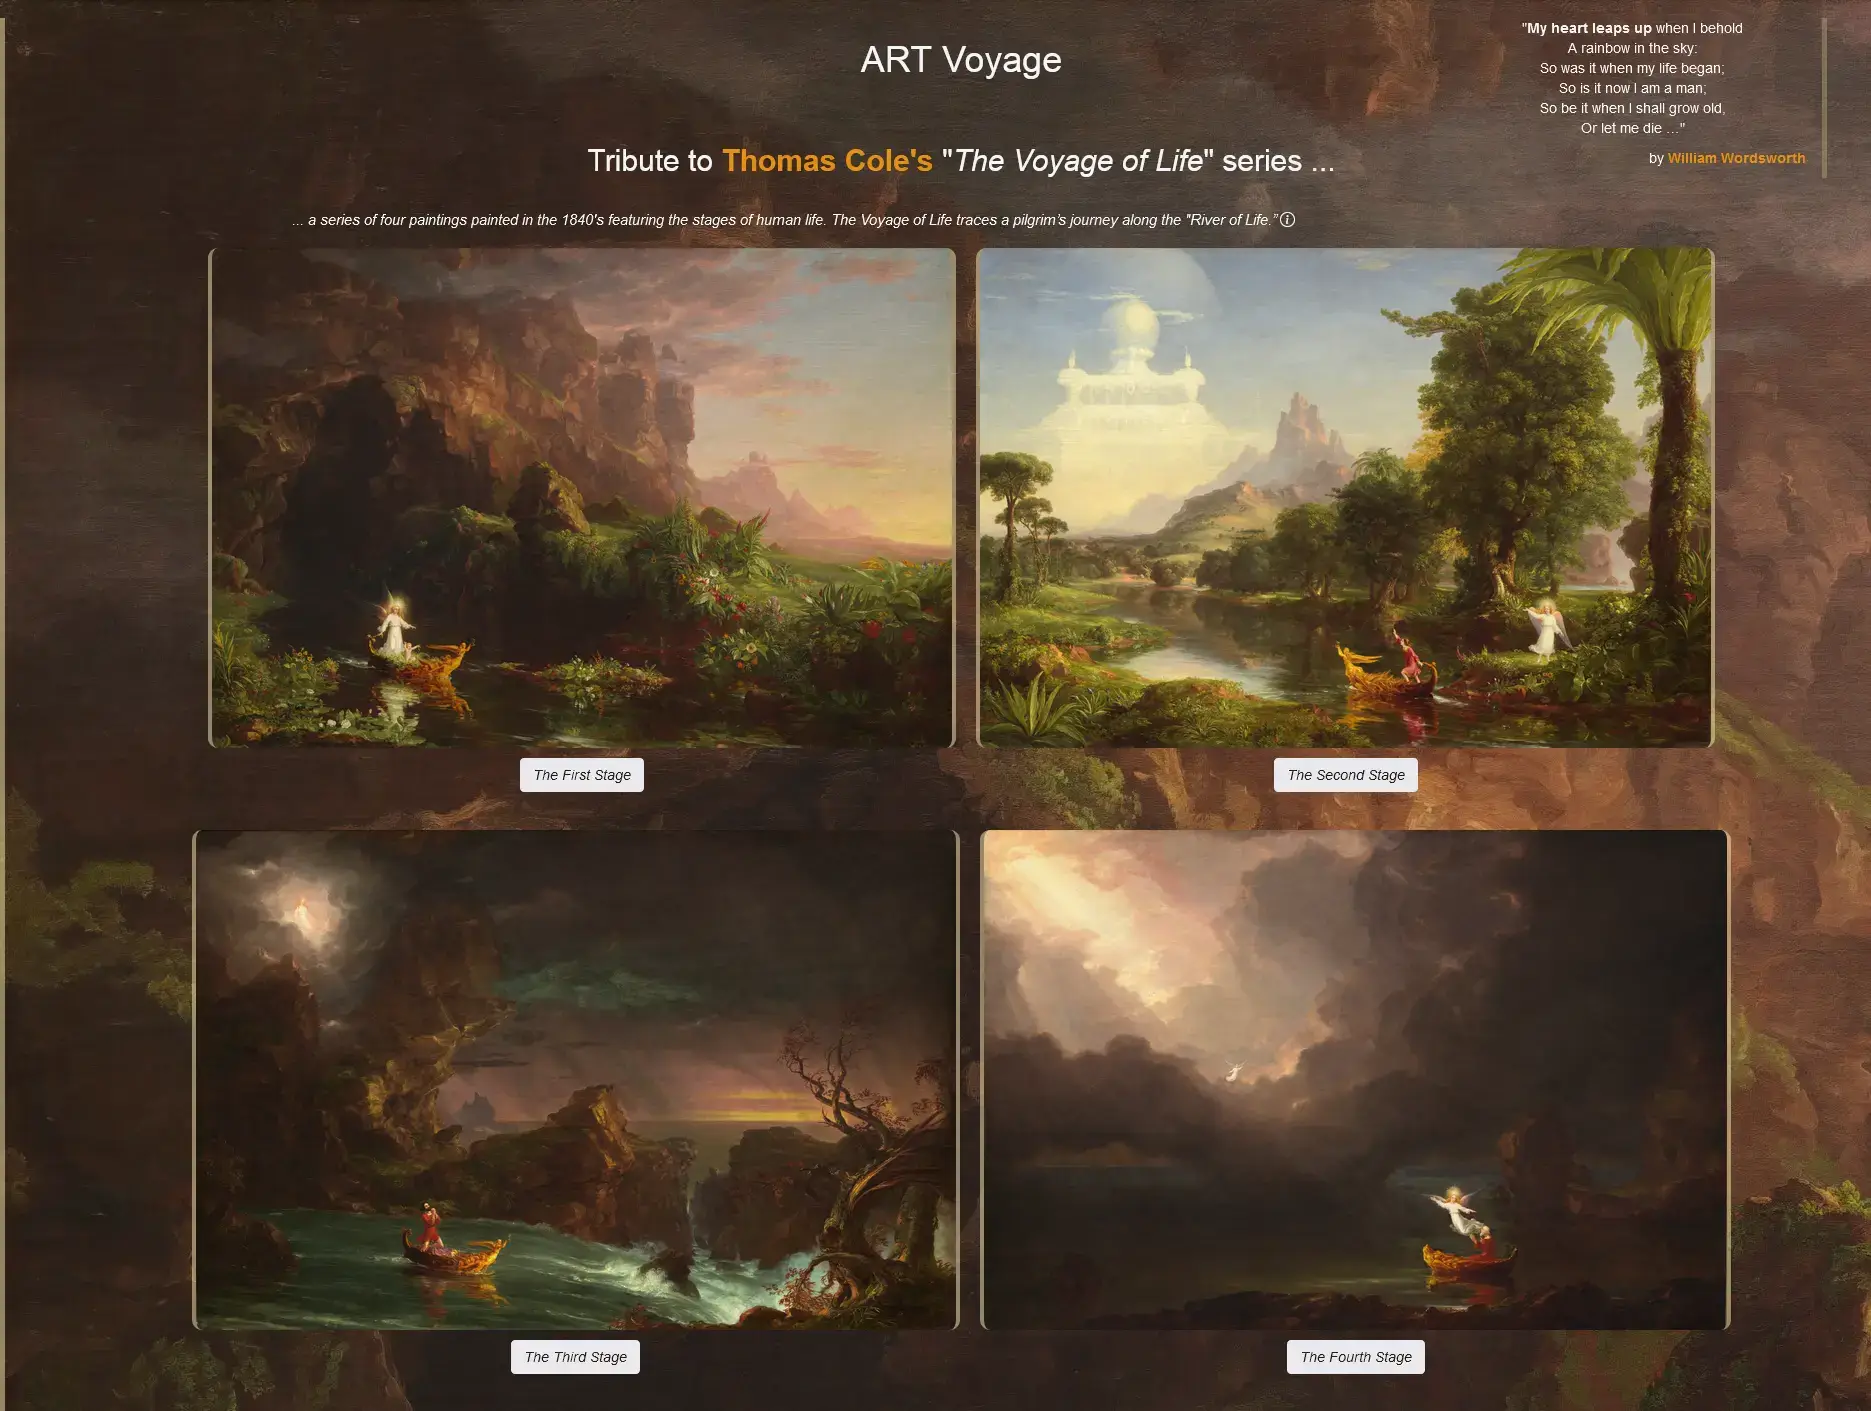 ART Voyage
"My heart leaps up when I behold
A rainbow in the sky:
So was it when my life began;
So is it now I am a man;
So be it when I shall grow old,
Or let me die ..."
by William Wordsworth
Tribute to Thomas Cole's "The Voyage of Life" series ...
... a series of four paintings painted in the 1840's featuring the stages of human life. The Voyage of Life traces a pilgrim's journey along the "River of Life."
The First Stage
The Second Stage
The Third Stage
The Fourth Stage